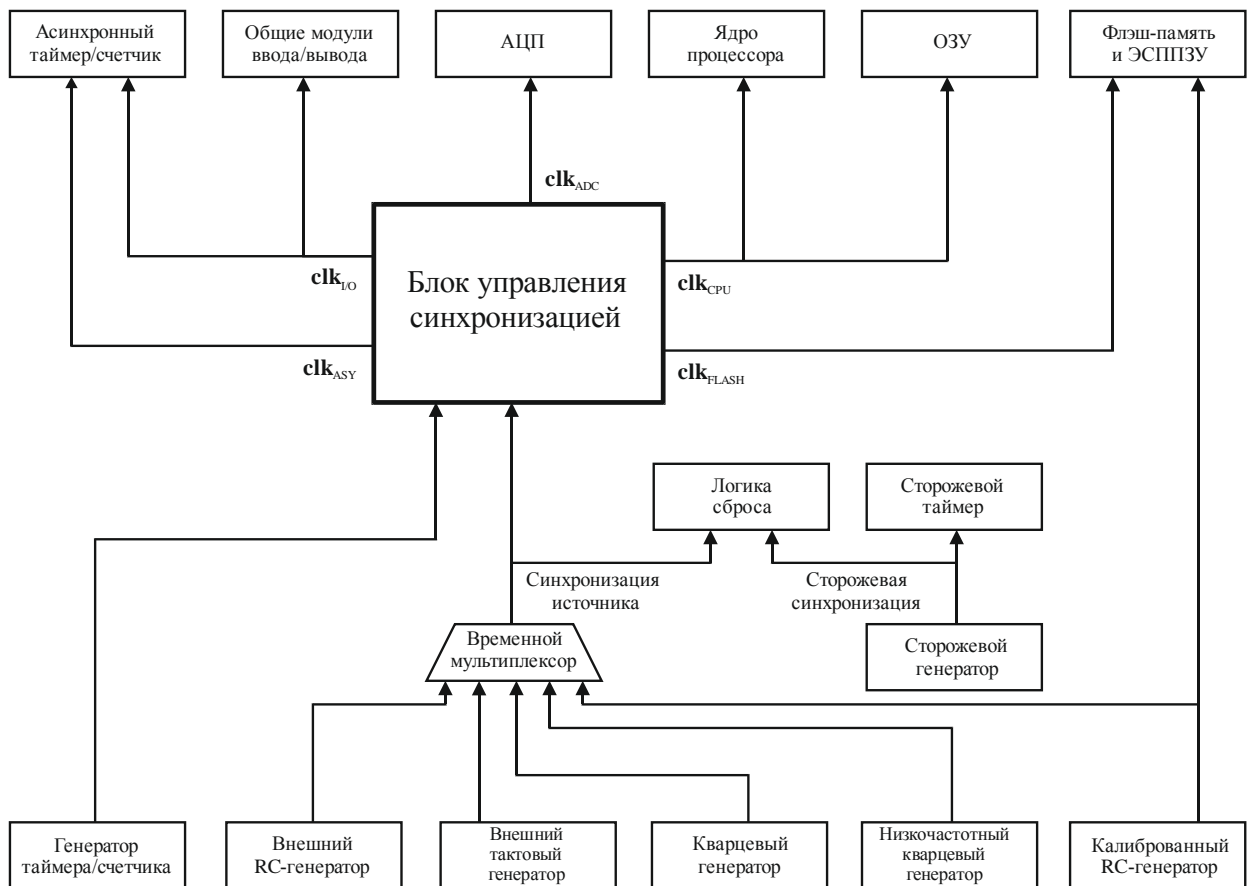 Асинхронный
таймер/счетчик
Общие модули
ввода/вывода
АЦП
Ядро
процессора
ОЗУ
Флэш-память
и ЭСППЗУ
clkADC
clkI/O
clkCPU
Блок управления
синхронизацией
clkASY
clkFLASH
Логика
сброса
Сторожевой
таймер
Синхронизация
источника
Сторожевая
синхронизация
Временной
мультиплексор
Сторожевой
генератор
Генератор
таймера/счетчика
Внешний
RC-генератор
Внешний
тактовый
генератор
Кварцевый
генератор
Низкочастотный
кварцевый
генератор
Калиброванный
RC-генератор